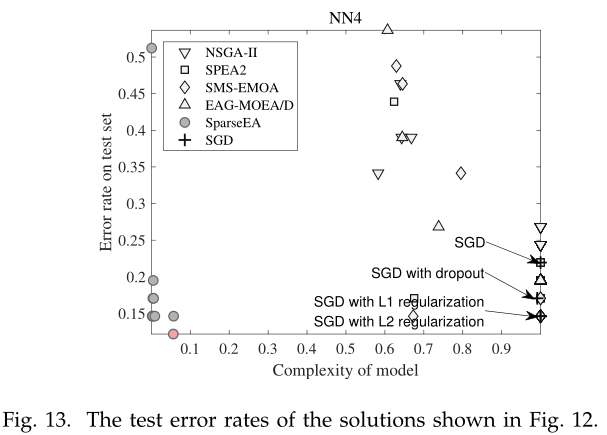 NN4
0.5
0.45
0.4
0.35
0.3
0.25
0.2
0.15
Error rate on test set
NSGA-II
SPEA2
SMS-EMOA
EAG-MOEA/D
SparseEA
SGD
SGD
SGD with dropout
SGD with L1 regularization
SGD with L2 regularization
0.1 0.2 0.3 0.4 0.5 0.6 0.7 0.8 0.9
Complexity of model
Fig. 13. The test error rates of the solutions shown in Fig. 12.